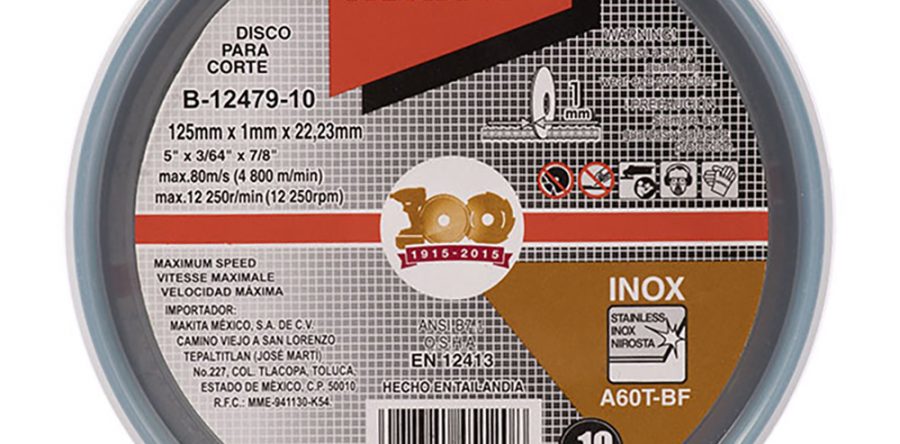 DISCO
PARA
CORTE
B-12479-10
125mm x 1mm x 22,23mm
5" x 3/64" x 7/8"
max.80m/s (4 800 m/min)
max.12 250r/min (12 250rpm)
WARNING:
1
mm
100
1915-2015
MAXIMUM SPEED
VITESSE MAXIMALE
VELOCIDAD MÁXIMA
IMPORTADOR:
MAKITA MÉXICO, S.A. DE C.V.
CAMINO VIEJO A SAN LORENZO
TEPALTITLAN (JOSÉ MARTÍ)
No.227, COL. TLACOPA, TOLUCA,
ESTADO DE MÉXICO, C.P. 50010
R.F.C.: MME-941130-K54.
OSHA
EN 12413
HECHO EN TAILANDIA
INOX
STAINLESS
INOX
NIROSTA
A60T-BF
10